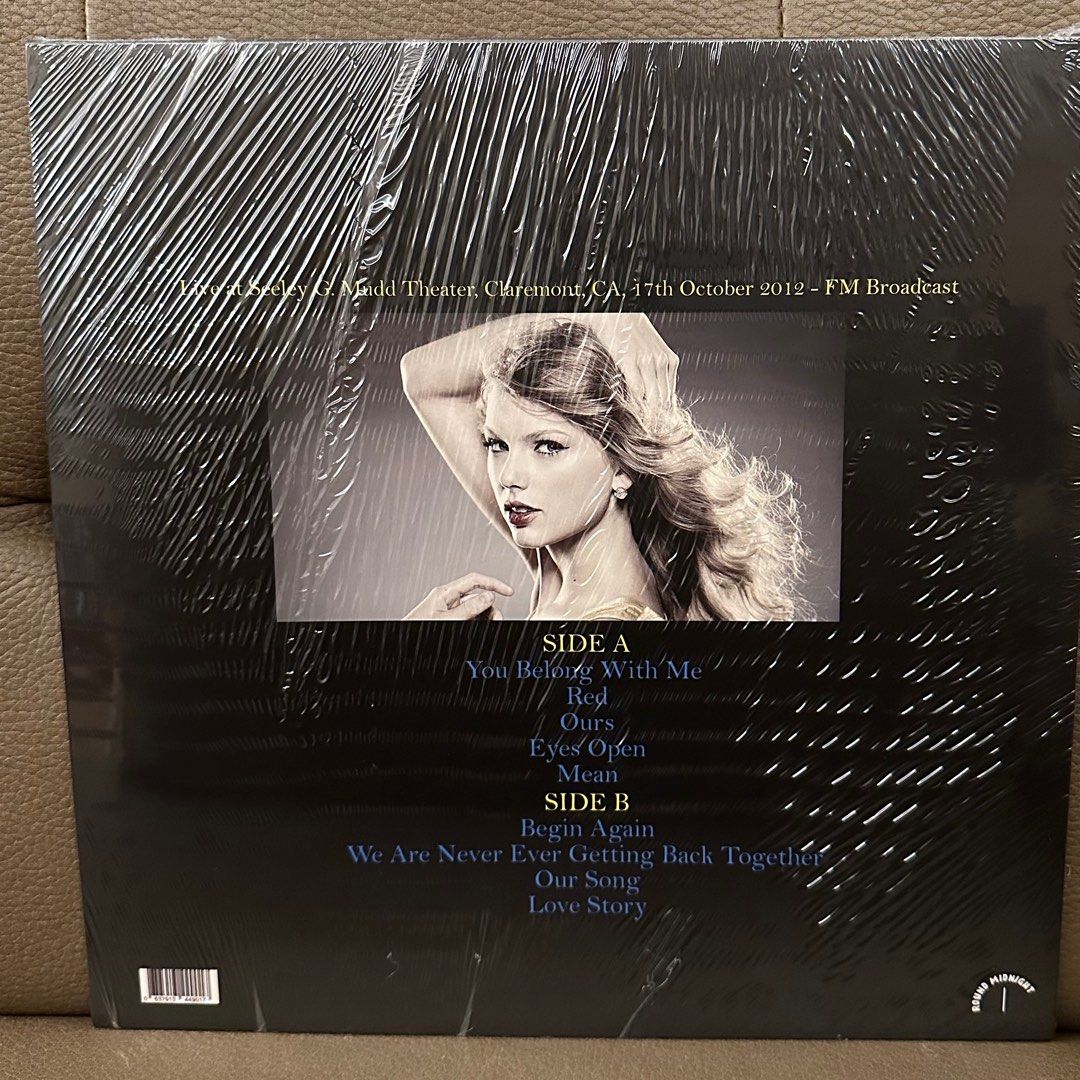 Live at Seeley G. Mudd Theater, Claremont, CA, 17th October 2012 - FM Broadcast
SIDE A
You Belong With Me
Red
Ours
Eyes Open
Mean
SIDE B
Begin Again
We Are Never Ever Getting Back Together
Our Song
Love Story
ROUND MIDNIGHT